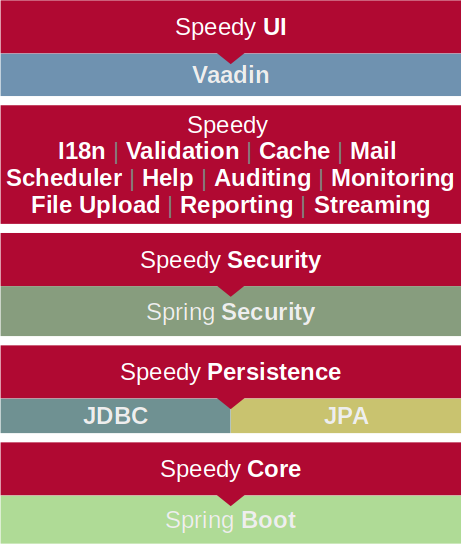 Speedy UI
Vaadin
Speedy
I18n | Validation | Cache | Mail
Scheduler | Help | Auditing | Monitoring
File Upload | Reporting | Streaming
Speedy Security
Spring Security
Speedy Persistence
JDBC JPA
Speedy Core
Spring Boot